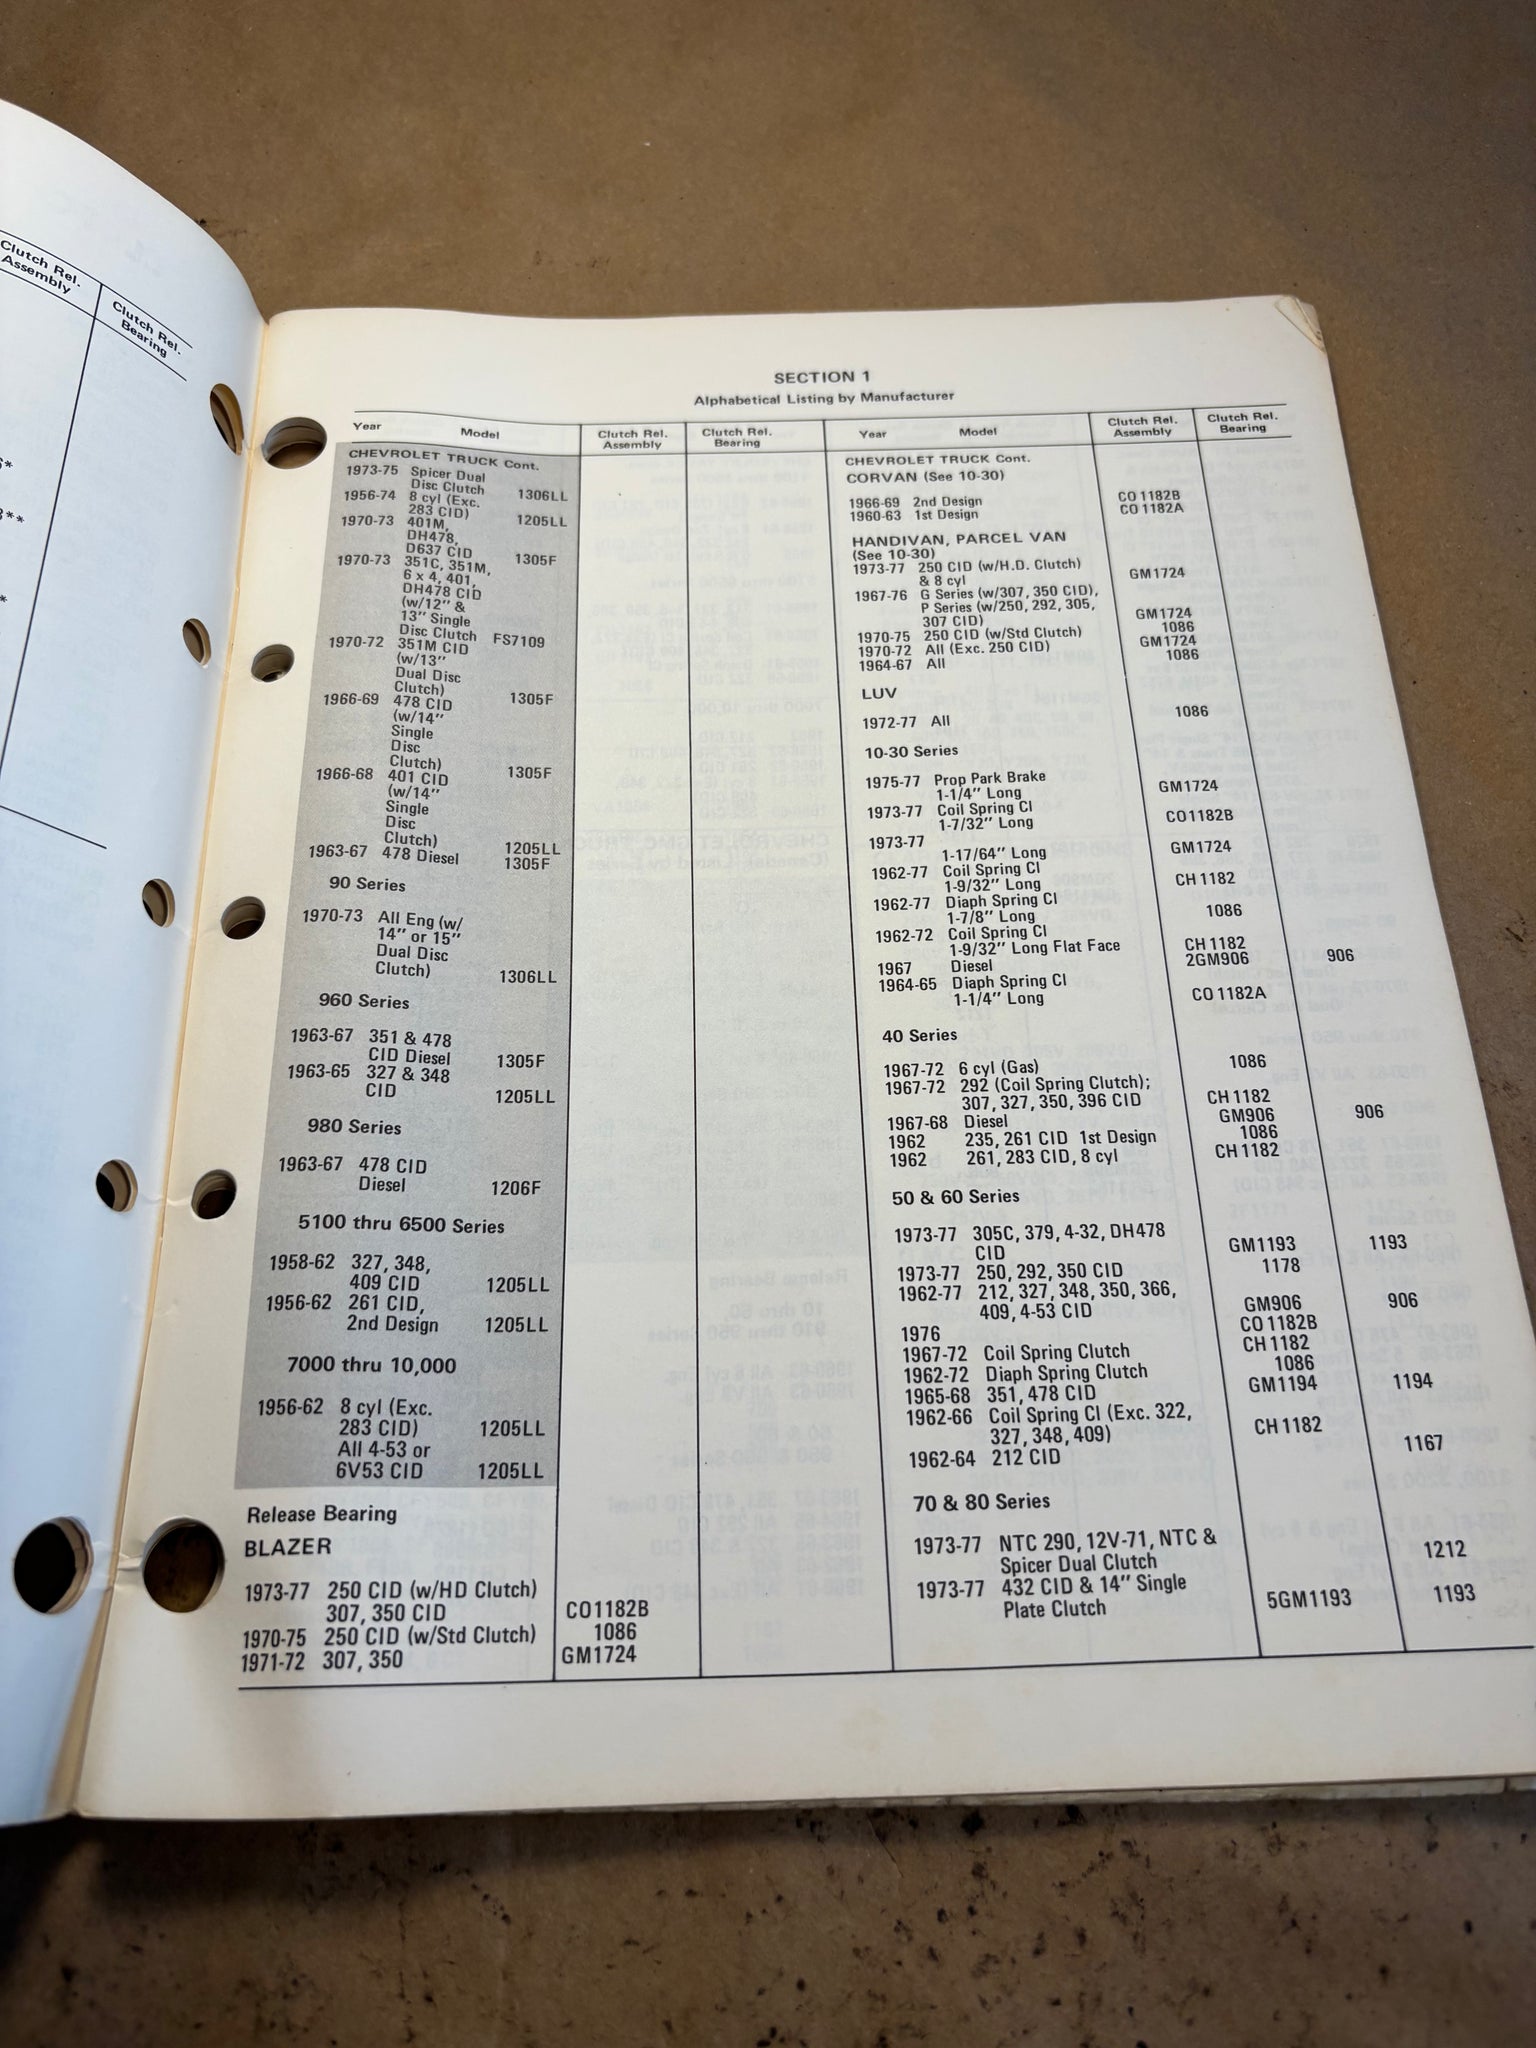 Clutch Rel.
Assembly
Clutch Rel.
Bearing
SECTION 1
Alphabetical Listing by Manufacturer
Year Model Clutch Rel. Assembly Clutch Rel. Bearing
CHEVROLET TRUCK Cont.
1973-75 Spicer Dual
Disc Clutch 1306LL
1956-74 8 cyl (Exc.
283 CID) 1205LL
1970-73 401M,
DH478,
D637 CID 1305F
1970-73 351C, 351M,
6 x 4, 401,
DH478 CID
(w/12" &
13" Single
Disc Clutch FS7109
1970-72 351M CID
(w/13"
Dual Disc
Clutch) 1305F
1966-69 478 CID
(w/14"
Single
Disc
Clutch) 1305F
1966-68 401 CID
(w/14"
Single
Disc
Clutch) 1205LL
1963-67 478 Diesel 1305F
90 Series
1970-73 All Eng (w/
14" or 15"
Dual Disc
Clutch) 1306LL
960 Series
1963-67 351 & 478
CID Diesel 1305F
1963-65 327 & 348
CID 1205LL
980 Series
1963-67 478 CID
Diesel 1206F
5100 thru 6500 Series
1958-62 327, 348,
409 CID 1205LL
1956-62 261 CID,
2nd Design 1205LL
7000 thru 10,000
1956-62 8 cyl (Exc.
283 CID) 1205LL
All 4-53 or
6V53 CID 1205LL
Release Bearing
BLAZER
1973-77 250 CID (w/HD Clutch)
307, 350 CID CO1182B
1970-75 250 CID (w/Std Clutch) 1086
1971-72 307, 350 GM1724
Year Model Clutch Rel. Assembly Clutch Rel. Bearing
CHEVROLET TRUCK Cont.
CORVAN (See 10-30)
1966-69 2nd Design CO1182B
1960-63 1st Design CO1182A
HANDIVAN, PARCEL VAN
(See 10-30)
1973-77 250 CID (w/H.D. Clutch)
& 8 cyl GM1724
1967-76 G Series (w/307, 350 CID),
P Series (w/250, 292, 305,
307 CID) GM1724
1970-75 250 CID (w/Std Clutch) 1086
1970-72 All (Exc. 250 CID) GM1724
1964-67 All 1086
LUV
1972-77 All 1086
10-30 Series
1975-77 Prop Park Brake
1-1/4" Long GM1724
1973-77 Coil Spring Cl
1-7/32" Long CO1182B
1973-77
1-17/64" Long GM1724
1962-77 Coil Spring Cl
1-9/32" Long CH1182
1962-77 Diaph Spring Cl
1-7/8" Long 1086
1962-72 Coil Spring Cl
1-9/32" Long Flat Face CH1182
1967 Diesel 2GM906 906
1964-65 Diaph Spring Cl
1-1/4" Long CO1182A
40 Series
1967-72 6 cyl (Gas) 1086
1967-72 292 (Coil Spring Clutch);
307, 327, 350, 396 CID CH1182
1967-68 Diesel GM906 906
1962 235, 261 CID 1st Design 1086
1962 261, 283 CID, 8 cyl CH1182
50 & 60 Series
1973-77 305C, 379, 4-32, DH478
CID GM1193 1193
1973-77 250, 292, 350 CID 1178
1962-77 212, 327, 348, 350, 366,
409, 4-53 CID GM906 906
1976 CO1182B
1967-72 Coil Spring Clutch CH1182
1962-72 Diaph Spring Clutch 1086
1965-68 351, 478 CID GM1194 1194
1962-66 Coil Spring Cl (Exc. 322,
327, 348, 409) CH1182
1962-64 212 CID 1167
70 & 80 Series
1973-77 NTC 290, 12V-71, NTC &
Spicer Dual Clutch 1212
1973-77 432 CID & 14" Single
Plate Clutch 5GM1193 1193